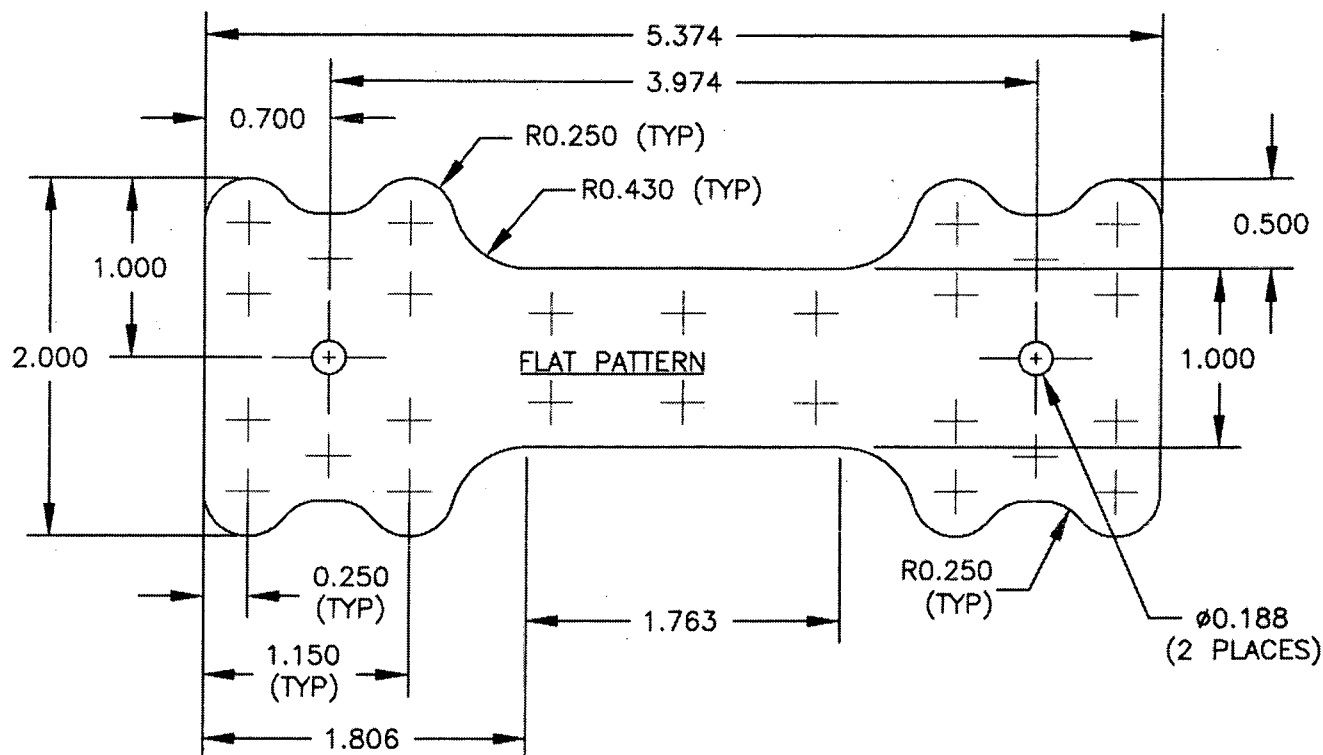 5.374
3.974
0.700
R0.250 (TYP)
R0.430 (TYP)
0.500
1.000
2.000
FLAT PATTERN
1.000
0.250
(TYP)
R0.250
(TYP)
1.763
ø0.188
(2 PLACES)
1.150
(TYP)
1.806